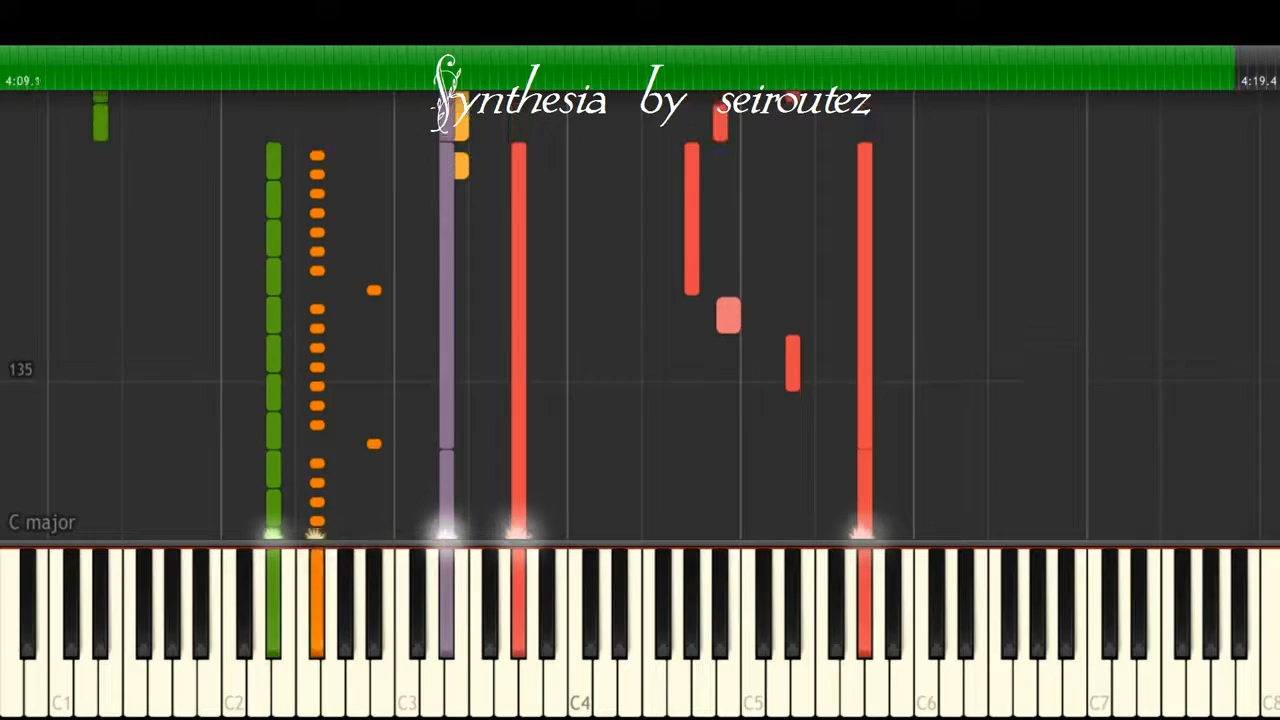 Synthesia by seiroutez
4:09.1
4:19.4
135
C major
C1 C2 C3 C4 C5 C6 C7 C8